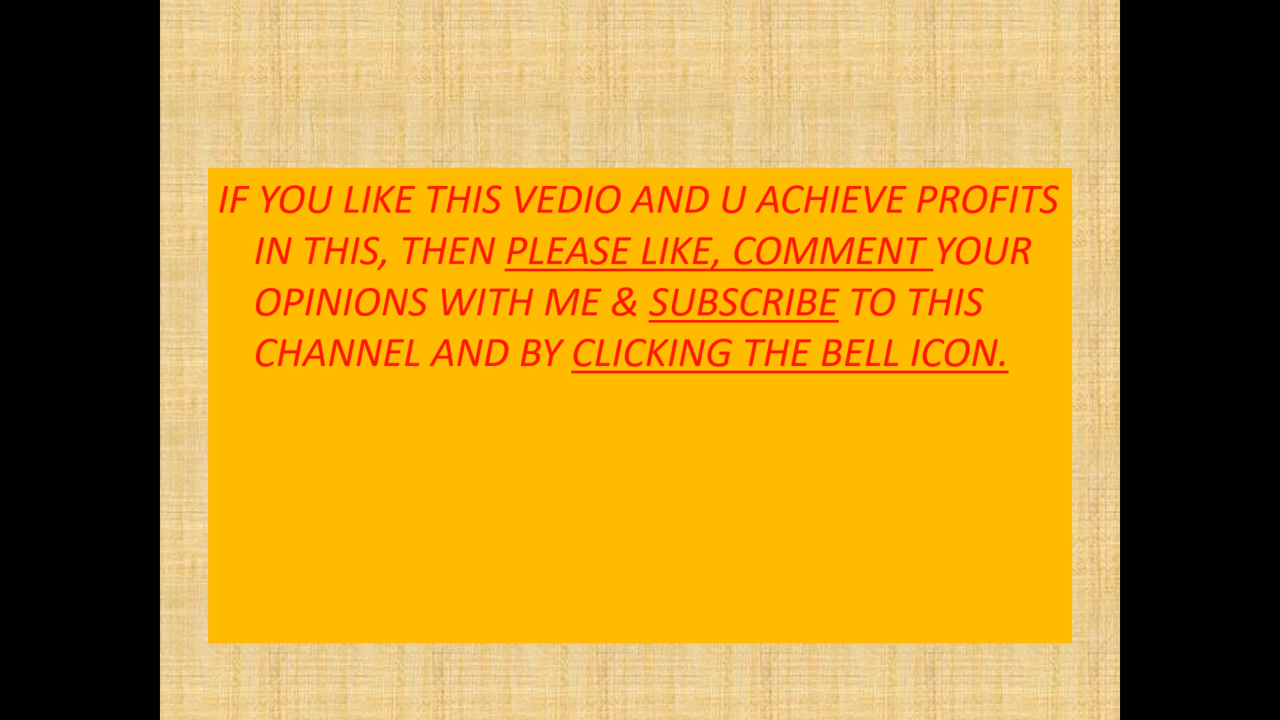 IF YOU LIKE THIS VEDIO AND U ACHIEVE PROFITS
IN THIS, THEN PLEASE LIKE, COMMENT YOUR
OPINIONS WITH ME & SUBSCRIBE TO THIS
CHANNEL AND BY CLICKING THE BELL ICON.